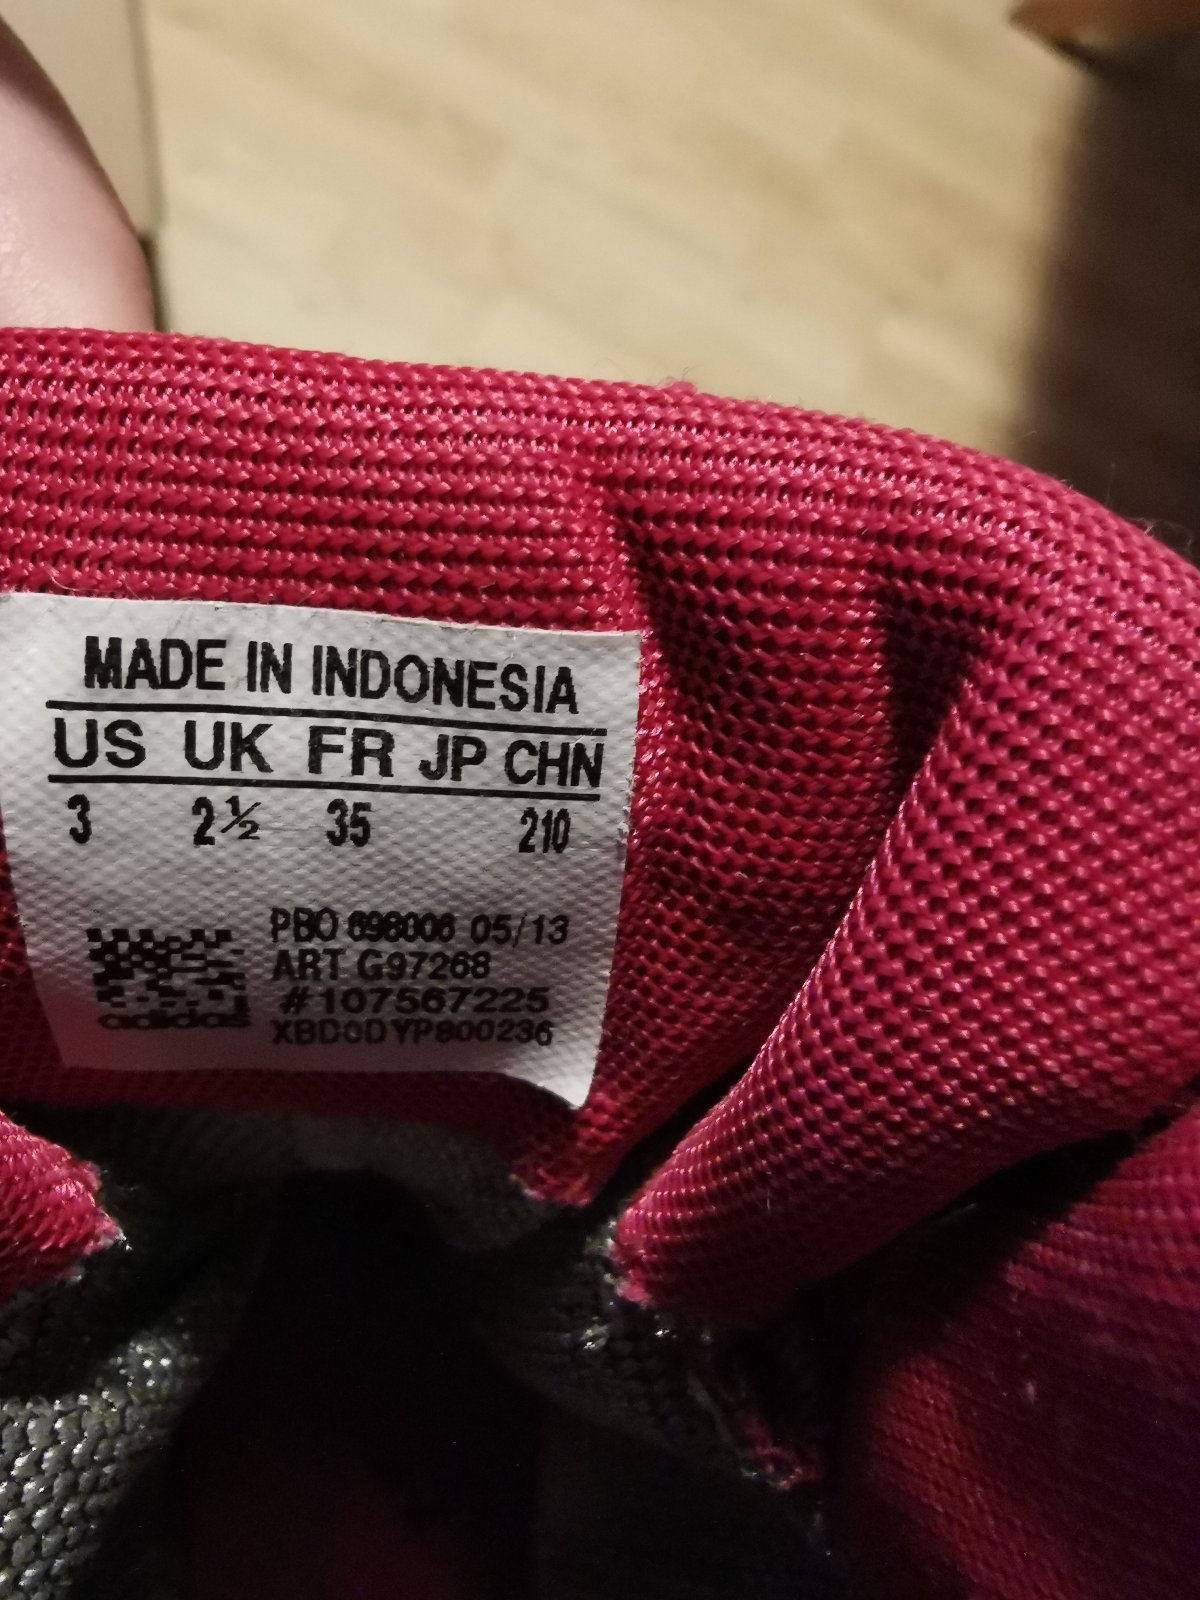 MADE IN INDONESIA
US UK FR JP CHN
3 2½ 35 210
PBO 698006 05/13
ART G97268
#107567225
XBD0DYP800236
adidas